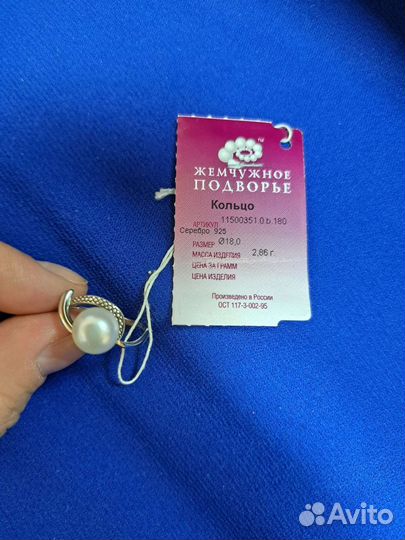 TM
ЖЕМЧУЖНОЕ
ПОДВОРЬЕ
Кольцо
АРТИКУЛ 11500351.0.b.180
Серебро 925
РАЗМЕР Ø18,0
МАССА ИЗДЕЛИЯ 2,86 г.
ЦЕНА ЗА ГРАММ
ЦЕНА ИЗДЕЛИЯ
Произведено в России
ОСТ 117-3-002-95
Avito